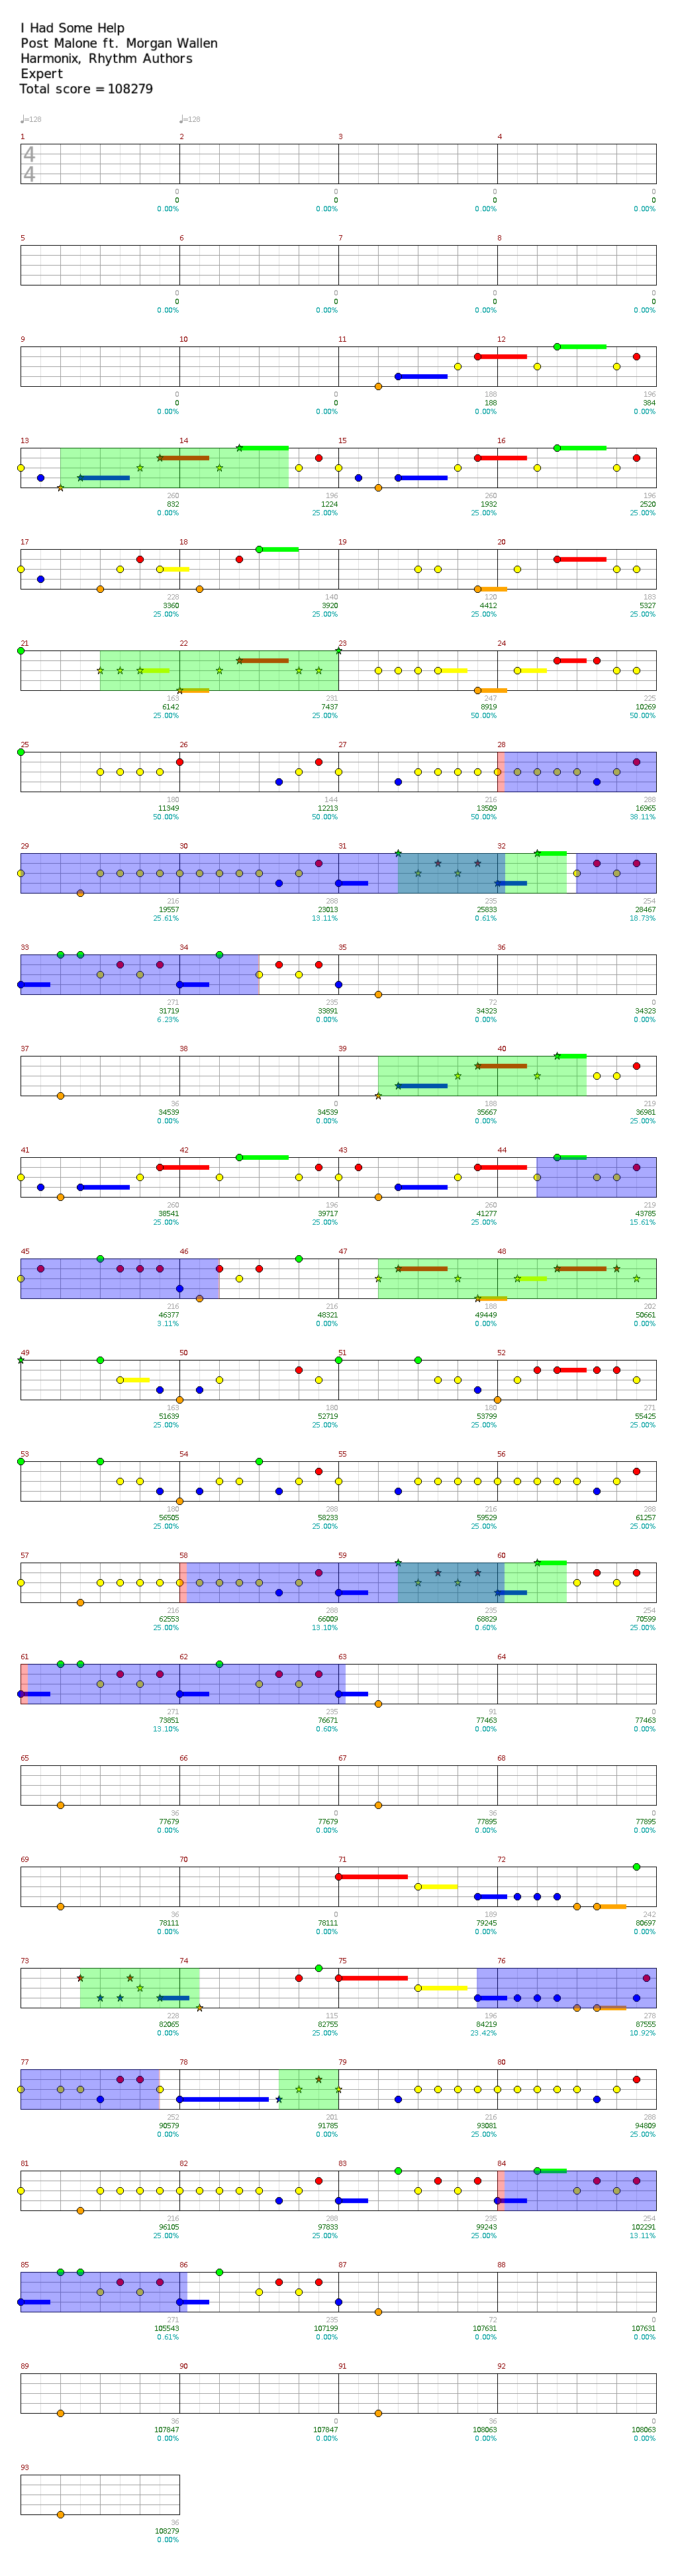 I Had Some Help
Post Malone ft. Morgan Wallen
Harmonix, Rhythm Authors
Expert
Total score = 108279
♩=128 ♩=128
1 2 3 4
4
4
0 0 0 0
0 0 0 0
0.00% 0.00% 0.00% 0.00%
5 6 7 8
0 0 0 0
0 0 0 0
0.00% 0.00% 0.00% 0.00%
9 10 11 12
0 0 188 196
0 0 188 384
0.00% 0.00% 0.00% 0.00%
13 14 15 16
260 196 260 196
832 1224 1932 2520
0.00% 25.00% 25.00% 25.00%
17 18 19 20
228 140 120 183
3360 3920 4412 5327
25.00% 25.00% 25.00% 25.00%
21 22 23 24
163 231 247 225
6142 7437 8919 10269
25.00% 50.00% 50.00% 50.00%
25 26 27 28
180 144 216 288
11349 12213 13509 16965
50.00% 50.00% 50.00% 38.11%
29 30 31 32
216 288 235 254
19557 23013 25833 28467
25.61% 13.11% 0.61% 18.73%
33 34 35 36
271 235 72 0
31719 33891 34323 34323
6.23% 0.00% 0.00% 0.00%
37 38 39 40
36 0 188 219
34539 34539 35667 36981
0.00% 0.00% 0.00% 25.00%
41 42 43 44
260 196 260 219
38541 39717 41277 43785
25.00% 25.00% 25.00% 15.61%
45 46 47 48
216 216 188 202
46377 48321 49449 50661
3.11% 0.00% 0.00% 0.00%
49 50 51 52
163 180 180 271
51639 52719 53799 55425
25.00% 25.00% 25.00% 25.00%
53 54 55 56
180 288 216 288
56505 58233 59529 61257
25.00% 25.00% 25.00% 25.00%
57 58 59 60
216 288 235 254
62553 66009 68829 70599
25.00% 13.10% 0.60% 25.00%
61 62 63 64
271 235 91 0
73851 76671 77463 77463
13.10% 0.60% 0.00% 0.00%
65 66 67 68
36 0 36 0
77679 77679 77895 77895
0.00% 0.00% 0.00% 0.00%
69 70 71 72
36 0 189 242
78111 78111 79245 80697
0.00% 0.00% 0.00% 0.00%
73 74 75 76
228 115 196 278
82065 82755 84219 87555
0.00% 25.00% 23.42% 10.92%
77 78 79 80
252 201 216 288
90579 91785 93081 94809
0.00% 0.00% 25.00% 25.00%
81 82 83 84
216 288 235 254
96105 97833 99243 102291
25.00% 25.00% 25.00% 13.11%
85 86 87 88
271 235 72 0
105543 107199 107631 107631
0.61% 0.00% 0.00% 0.00%
89 90 91 92
36 0 36 0
107847 107847 108063 108063
0.00% 0.00% 0.00% 0.00%
93
36
108279
0.00%